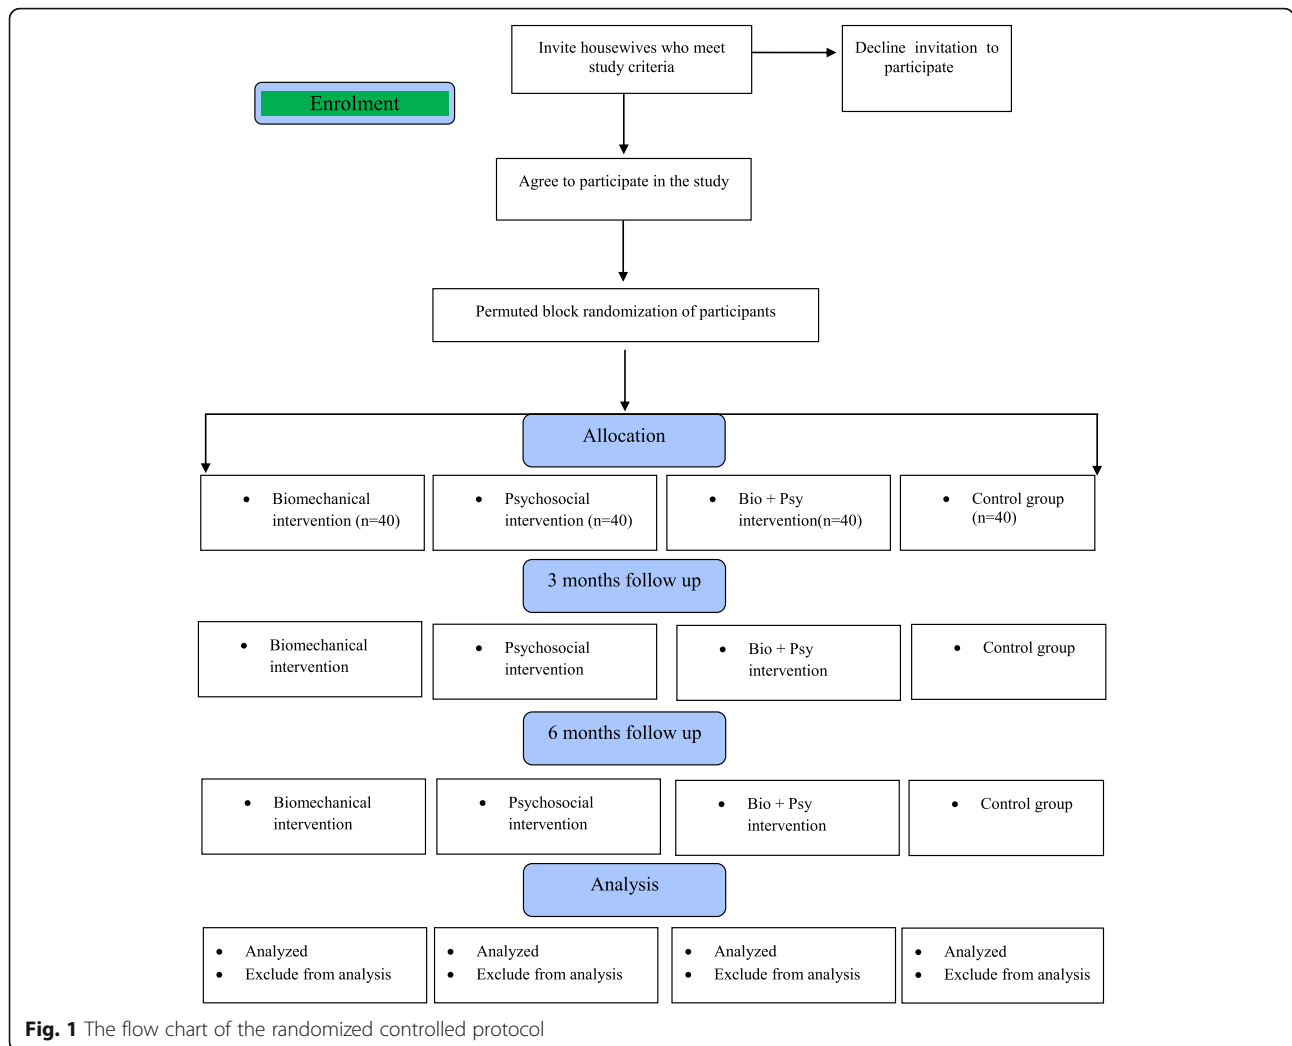 Invite housewives who meet
study criteria
Decline invitation to
participate
Enrolment
Agree to participate in the study
Permuted block randomization of participants
Allocation
• Biomechanical
intervention (n=40)
• Psychosocial
intervention (n=40)
• Bio + Psy
intervention(n=40)
• Control group
(n=40)
3 months follow up
• Biomechanical
intervention
• Psychosocial
intervention
• Bio + Psy
intervention
• Control group
6 months follow up
• Biomechanical
intervention
• Psychosocial
intervention
• Bio + Psy
intervention
• Control group
Analysis
• Analyzed
• Exclude from analysis
• Analyzed
• Exclude from analysis
• Analyzed
• Exclude from analysis
• Analyzed
• Exclude from analysis
Fig. 1 The flow chart of the randomized controlled protocol